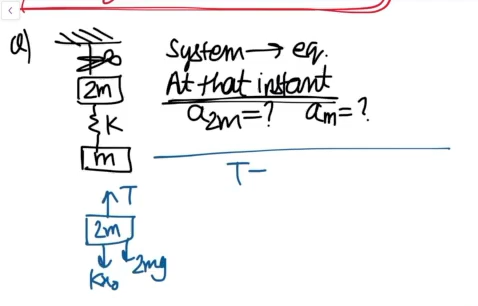 Q)
System → eq.
At that instant
a2m = ? am = ?
2m
K
m
T -
T
2m
Kx₀
2mg